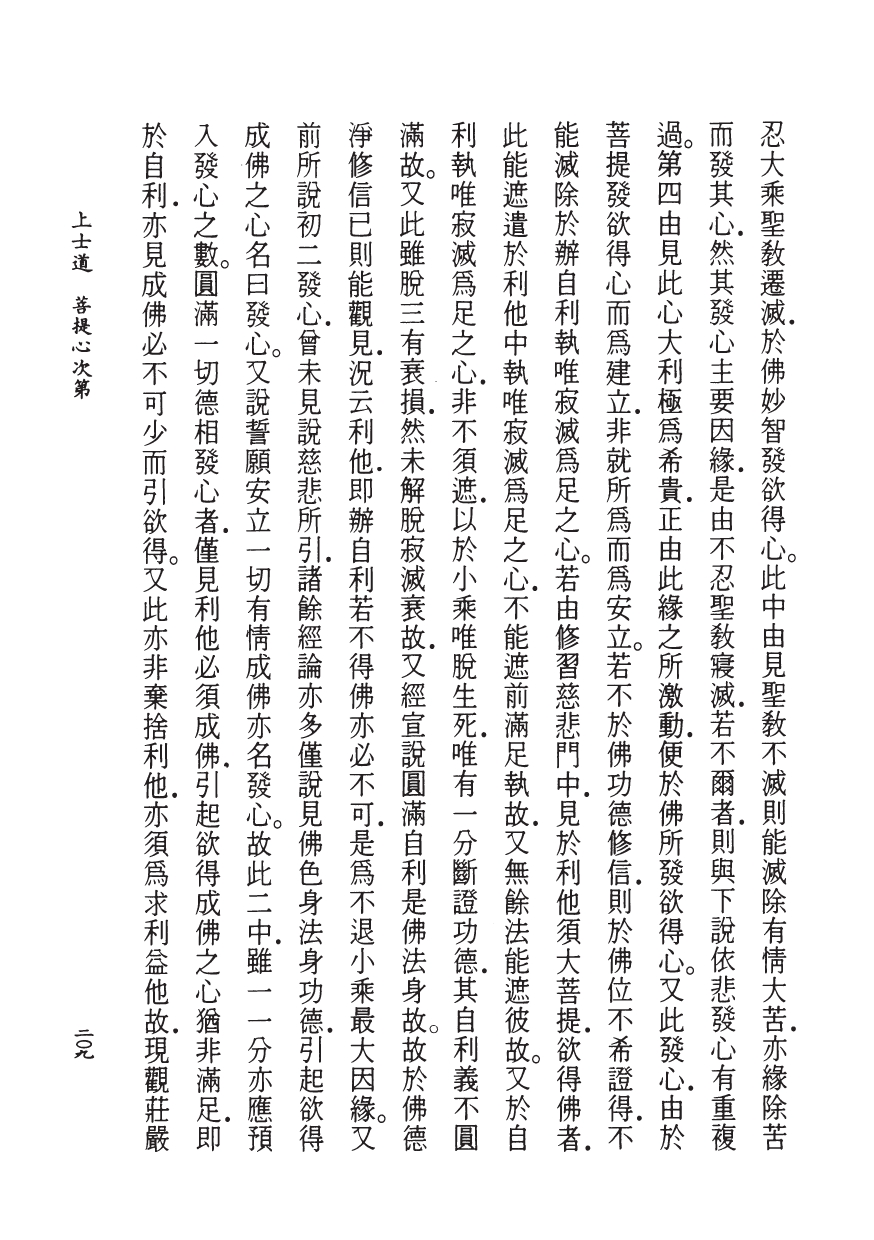 忍大乘聖教遷滅．於佛妙智發欲得心。此中由見聖教不滅則能滅除有情大苦．亦緣除苦
而發其心．然其發心主要因緣．是由不忍聖教寢滅．若不爾者．則與下說依悲發心有重複
過。第四由見此心大利極爲希貴．正由此緣之所激動．便於佛所發欲得心。又此發心．由於
菩提發欲得心而爲建立．非就所爲而爲安立。若不於佛功德修信．則於佛位不希證得．不
能滅除於辦自利執唯寂滅爲足之心。若由修習慈悲門中．見於利他須大菩提．欲得佛者．
此能遮遣於利他中執唯寂滅爲足之心．不能遮前滿足執故．又無餘法能遮彼故。又於自
利執唯寂滅爲足之心．非不須遮．以於小乘唯脫生死．唯有一分斷證功德．其自利義不圓
滿故。又此雖脫三有衰損．然未解脫寂滅衰故．又經宣說圓滿自利是佛法身故。故於佛德
淨修信已則能觀見．況云利他．即辦自利若不得佛亦必不可．是爲不退小乘最大因緣。又
前所說初二發心．曾未見說慈悲所引．諸餘經論亦多僅說見佛色身法身功德．引起欲得
成佛之心名曰發心。又說誓願安立一切有情成佛亦名發心。故此二中．雖一一分亦應預
入發心之數。圓滿一切德相發心者．僅見利他必須成佛．引起欲得成佛之心猶非滿足．即
於自利．亦見成佛必不可少而引欲得。又此亦非棄捨利他．亦須爲求利益他故．現觀莊嚴
上士道　菩提心次第
二〇九